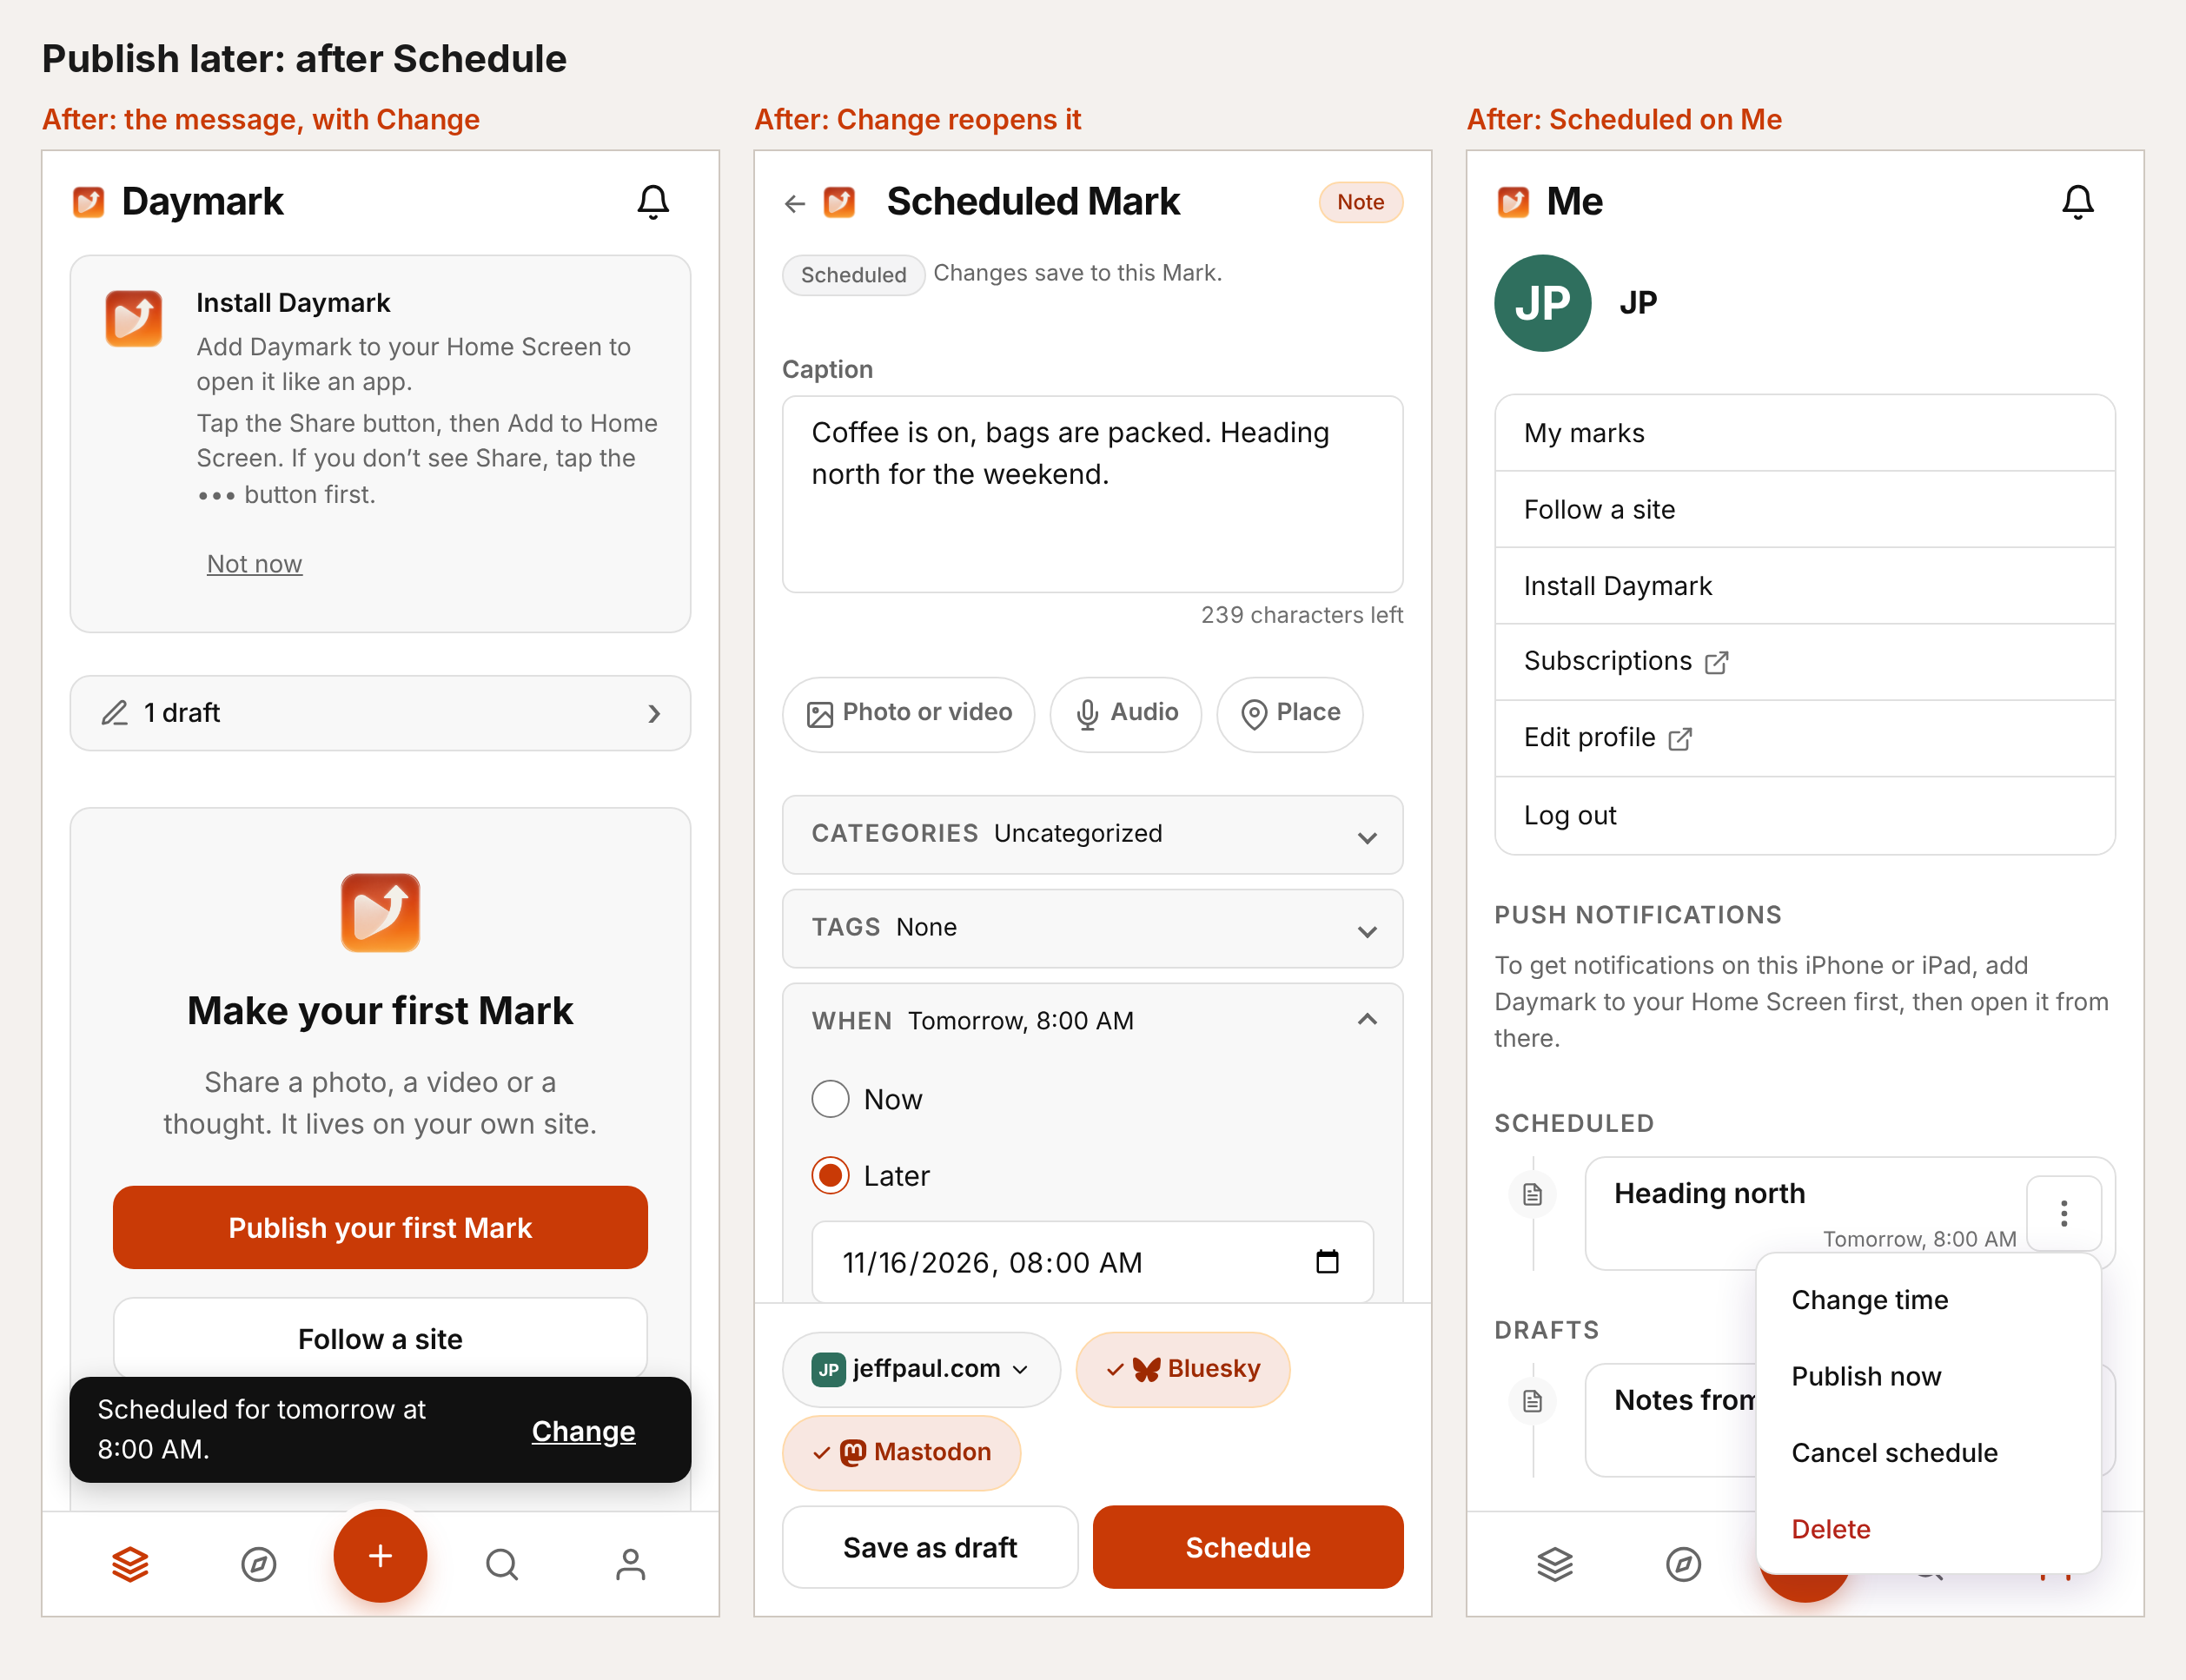 Publish later: after Schedule
After: the message, with Change
Daymark
Install Daymark
Add Daymark to your Home Screen to
open it like an app.
Tap the Share button, then Add to Home
Screen. If you don’t see Share, tap the
••• button first.
Not now
1 draft
Make your first Mark
Share a photo, a video or a
thought. It lives on your own site.
Publish your first Mark
Follow a site
Scheduled for tomorrow at
8:00 AM.
Change
After: Change reopens it
Scheduled Mark
Note
Scheduled Changes save to this Mark.
Caption
Coffee is on, bags are packed. Heading
north for the weekend.
239 characters left
Photo or video
Audio
Place
CATEGORIES Uncategorized
TAGS None
WHEN Tomorrow, 8:00 AM
Now
Later
11/16/2026, 08:00 AM
JP jeffpaul.com
Bluesky
Mastodon
Save as draft
Schedule
After: Scheduled on Me
Me
JP
JP
My marks
Follow a site
Install Daymark
Subscriptions
Edit profile
Log out
PUSH NOTIFICATIONS
To get notifications on this iPhone or iPad, add
Daymark to your Home Screen first, then open it from
there.
SCHEDULED
Heading north
Tomorrow, 8:00 AM
Change time
Publish now
Cancel schedule
Delete
DRAFTS
Notes from